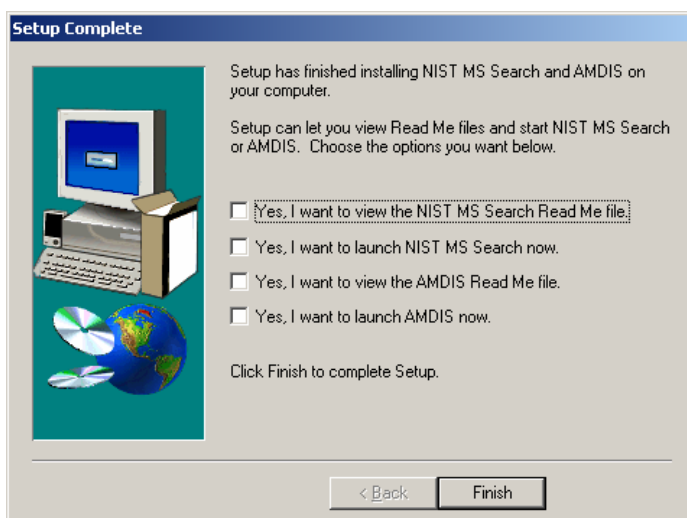 Setup Complete
Setup has finished installing NIST MS Search and AMDIS on
your computer.
Setup can let you view Read Me files and start NIST MS Search
or AMDIS.  Choose the options you want below.
Yes, I want to view the NIST MS Search Read Me file.
Yes, I want to launch NIST MS Search now.
Yes, I want to view the AMDIS Read Me file.
Yes, I want to launch AMDIS now.
Click Finish to complete Setup.
< Back
Finish